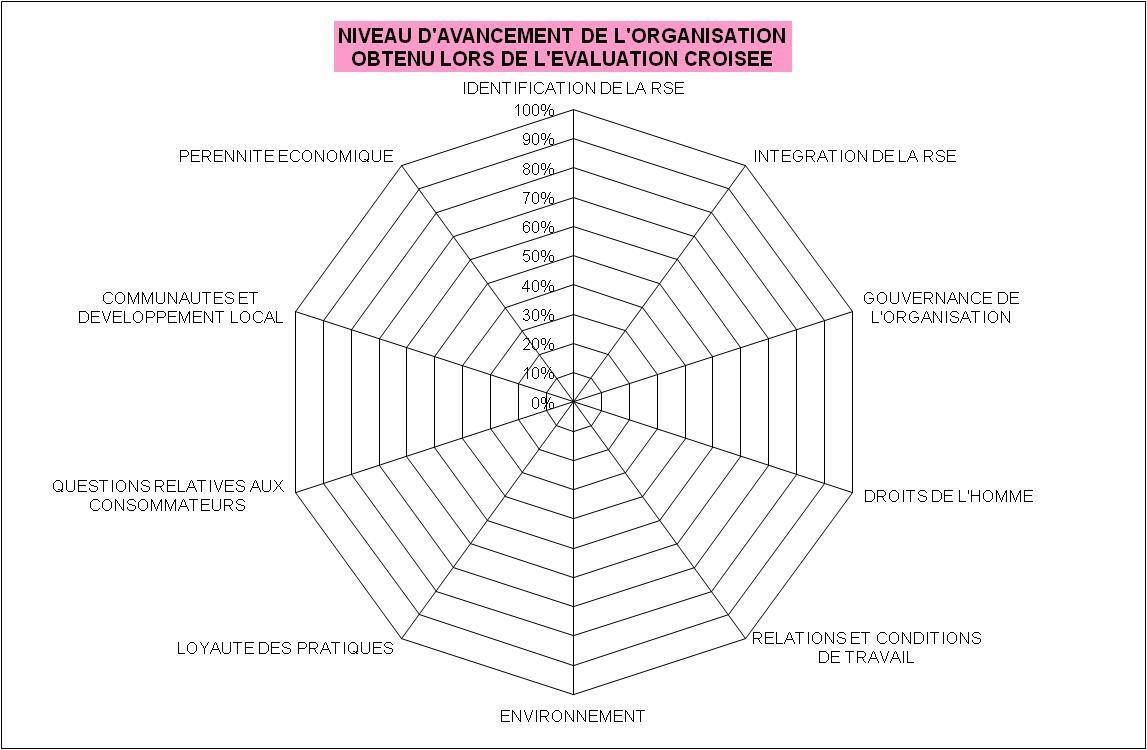 NIVEAU D'AVANCEMENT DE L'ORGANISATION
OBTENU LORS DE L'EVALUATION CROISEE
IDENTIFICATION DE LA RSE
100%
90%
80%
70%
60%
50%
40%
30%
20%
10%
0%
INTEGRATION DE LA RSE
GOUVERNANCE DE
L'ORGANISATION
DROITS DE L'HOMME
RELATIONS ET CONDITIONS
DE TRAVAIL
ENVIRONNEMENT
LOYAUTE DES PRATIQUES
QUESTIONS RELATIVES AUX
CONSOMMATEURS
COMMUNAUTES ET
DEVELOPPEMENT LOCAL
PERENNITE ECONOMIQUE